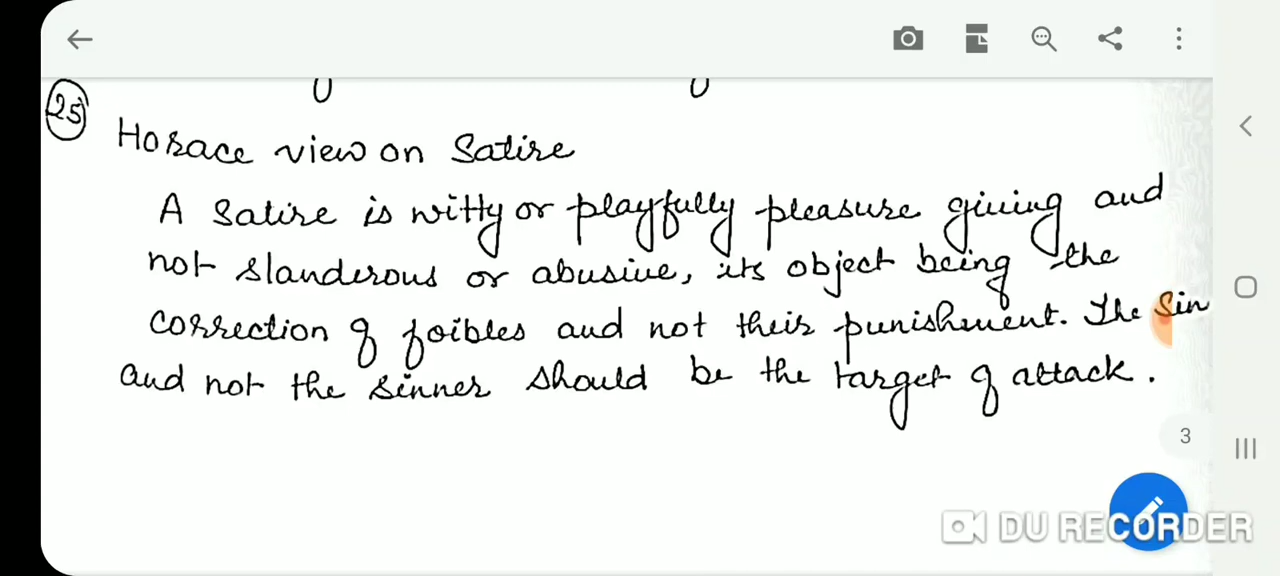 25
Horace view on Satire
A satire is witty or playfully pleasure giving and
not slanderous or abusive, its object being the
correction of foibles and not their punishment. The sin
and not the sinner should be the target of attack.
3
DU RECORDER